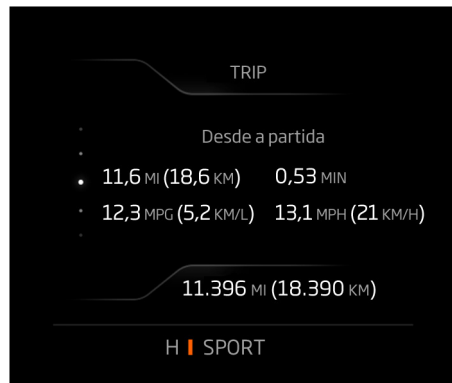 TRIP
Desde a partida
11,6 MI (18,6 KM) 0,53 MIN
12,3 MPG (5,2 KM/L) 13,1 MPH (21 KM/H)
11.396 MI (18.390 KM)
H SPORT